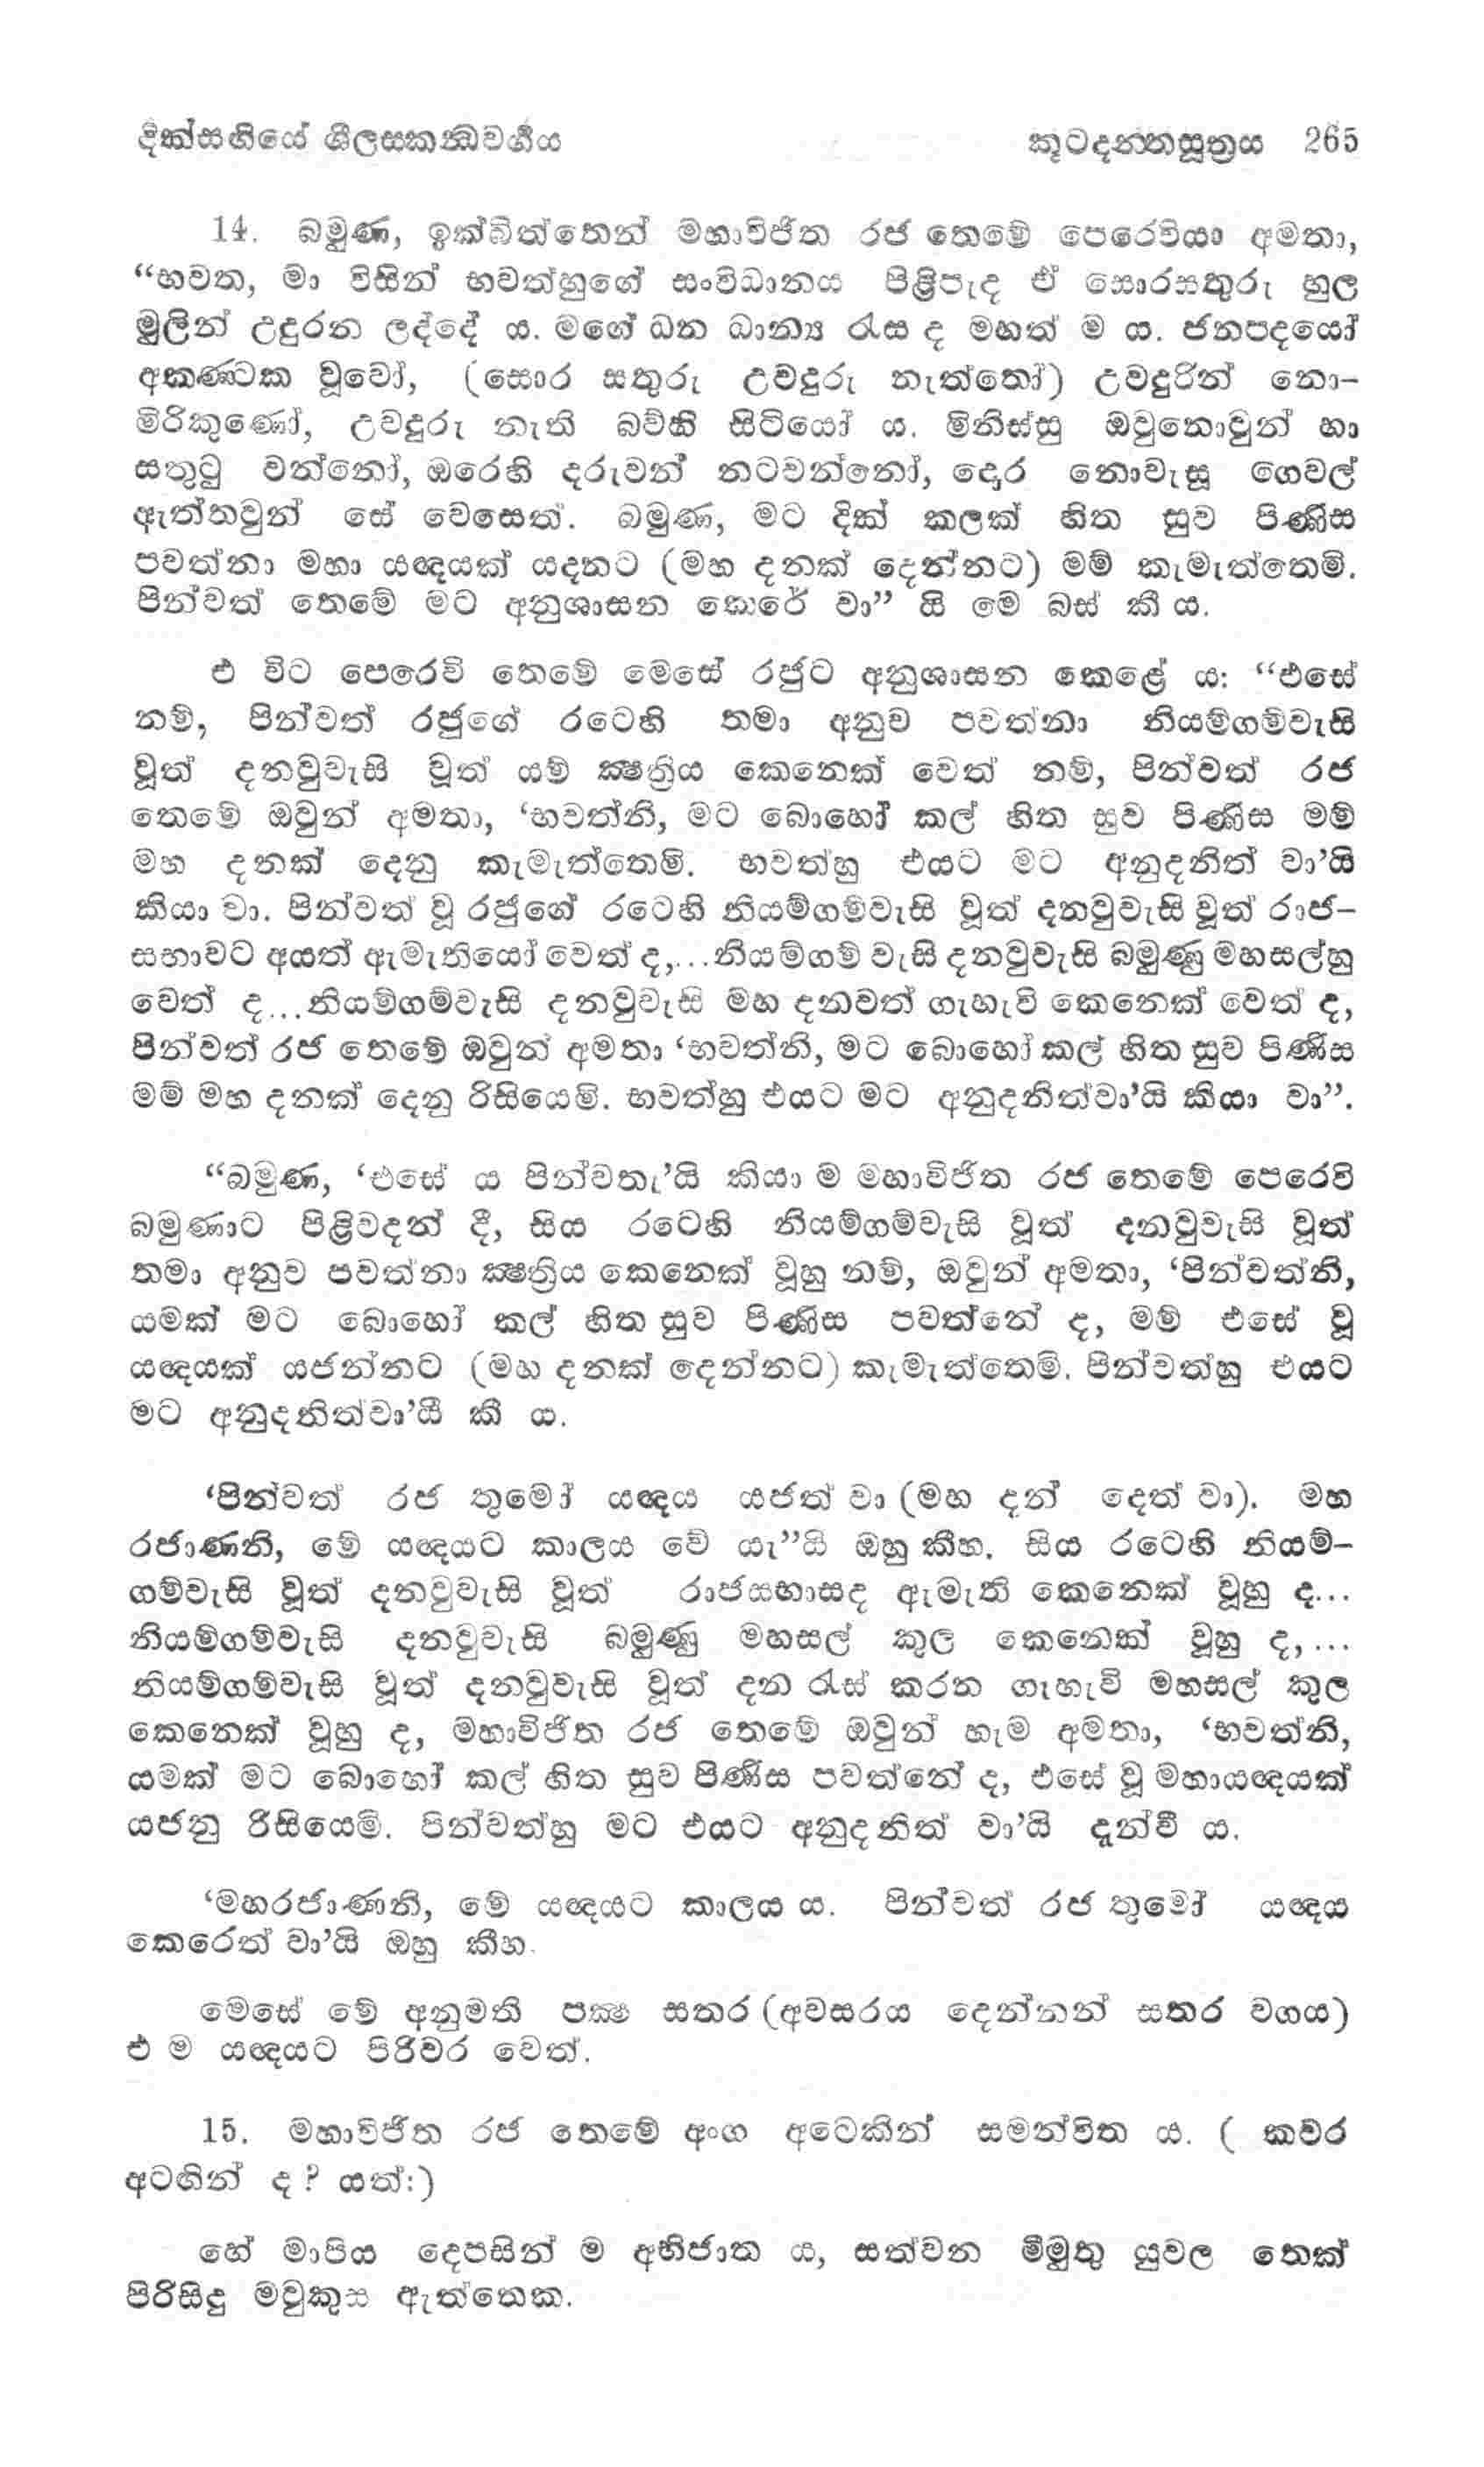 දික්සඟියේ ශීලස්කන්ධවර්ගය කූටදන්තසූත්‍රය 265
14. බමුණ, ඉක්බිත්තෙන් මහාවිජිත රජ තෙමේ පෙරෙවියා අමතා,
“භවත, මා විසින් භවත්හුගේ සංවිධානය පිළිපැද ඒ සොරසතුරු හුල
මුලින් උදුරන ලද්දේ ය. මගේ ධන ධාන්‍ය රැස ද මහත් ම ය. ජනපදයෝ
අකණ්ටක වූවෝ, (සොර සතුරු උවදුරු නැත්තෝ) උවදුරින් නො-
මිරිකුණෝ, උවදුරු නැති බව්හි සිටියෝ ය. මිනිස්සු ඔවුනොවුන් හා
සතුටු වන්නෝ, ඔරෙහි දරුවන් නටවන්නෝ, දොර නොවැසූ ගෙවල්
ඇත්තවුන් සේ වෙසෙත්. බමුණ, මට දික් කලක් හිත සුව පිණිස
පවත්නා මහා යඥයක් යදනට (මහ දනක් දෙන්නට) මම් කැමැත්තෙමි.
පින්වත් තෙමේ මට අනුශාසන කෙරේ වා” යි මෙ බස් කී ය.
එ විට පෙරෙවි තෙමේ මෙසේ රජුට අනුශාසන කෙළේ ය: “එසේ
නම්, පින්වත් රජුගේ රටෙහි තමා අනුව පවත්නා නියම්ගම්වැසි
වූත් දනවුවැසි වූත් යම් ක්‍ෂත්‍රිය කෙනෙක් වෙත් නම්, පින්වත් රජ
තෙමේ ඔවුන් අමතා, ‘භවත්නි, මට බොහෝ කල් හිත සුව පිණිස මම්
මහ දනක් දෙනු කැමැත්තෙමි. භවත්හු එයට මට අනුදනිත් වා’යි
කියා වා. පින්වත් වූ රජුගේ රටෙහි නියම්ගම්වැසි වූත් දනවුවැසි වූත් රාජ-
සභාවට අයත් ඇමැතියෝ වෙත් ද,...නියම්ගම් වැසි දනවුවැසි බමුණු මහසල්හු
වෙත් ද...නියම්ගම්වැසි දනවුවැසි මහ දනවත් ගැහැවි කෙනෙක් වෙත් ද,
පින්වත් රජ තෙමේ ඔවුන් අමතා ‘භවත්නි, මට බොහෝ කල් හිත සුව පිණිස
මම් මහ දනක් දෙනු රිසියෙමි. භවත්හු එයට මට අනුදනිත්වා’යි කියා වා”.
“බමුණ, ‘එසේ ය පින්වතැ’යි කියා ම මහාවිජිත රජ තෙමේ පෙරෙවි
බමුණාට පිළිවදන් දී, සිය රටෙහි නියම්ගම්වැසි වූත් දනවුවැසි වූත්
තමා අනුව පවත්නා ක්‍ෂත්‍රිය කෙනෙක් වූහු නම්, ඔවුන් අමතා, ‘පින්වත්නි,
යමක් මට බොහෝ කල් හිත සුව පිණිස පවත්නේ ද, මම් එසේ වූ
යඥයක් යජන්නට (මහ දනක් දෙන්නට) කැමැත්තෙමි. පින්වත්හු එයට
මට අනුදනිත්වා’යී කී ය.
‘පින්වත් රජ තුමෝ යඥය යජත් වා (මහ දන් දෙත් වා). මහ
රජාණනි, මේ යඥයට කාලය වේ යැ”යි ඔහු කීහ. සිය රටෙහි නියම්-
ගම්වැසි වූත් දනවුවැසි වූත් රාජසභාසද ඇමැති කෙනෙක් වූහු ද...
නියම්ගම්වැසි දනවුවැසි බමුණු මහසල් කුල කෙනෙක් වූහු ද,...
නියම්ගම්වැසි වූත් දනවුවැසි වූත් දන රැස් කරන ගැහැවි මහසල් කුල
කෙනෙක් වූහු ද, මහාවිජිත රජ තෙමේ ඔවුන් හැම අමතා, ‘භවත්නි,
යමක් මට බොහෝ කල් හිත සුව පිණිස පවත්නේ ද, එසේ වූ මහායඥයක්
යජනු රිසියෙමි. පින්වත්හු මට එයට අනුදනිත් වා’යි දැන්වී ය.
‘මහරජාණනි, මේ යඥයට කාලය ය. පින්වත් රජ තුමෝ යඥය
කෙරෙත් වා’යි ඔහු කීහ.
මෙසේ මේ අනුමති පක්‍ෂ සතර (අවසරය දෙන්නන් සතර වගය)
එ ම යඥයට පිරිවර වෙත්.
15. මහාවිජිත රජ තෙමේ අංග අටෙකින් සමන්විත ය. ( කවර
අටඟින් ද? යත්:)
හේ මාපිය දෙපසින් ම අභිජාත ය, සත්වන මීමුතු යුවල තෙක්
පිරිසිදු මවුකුස ඇත්තෙක.